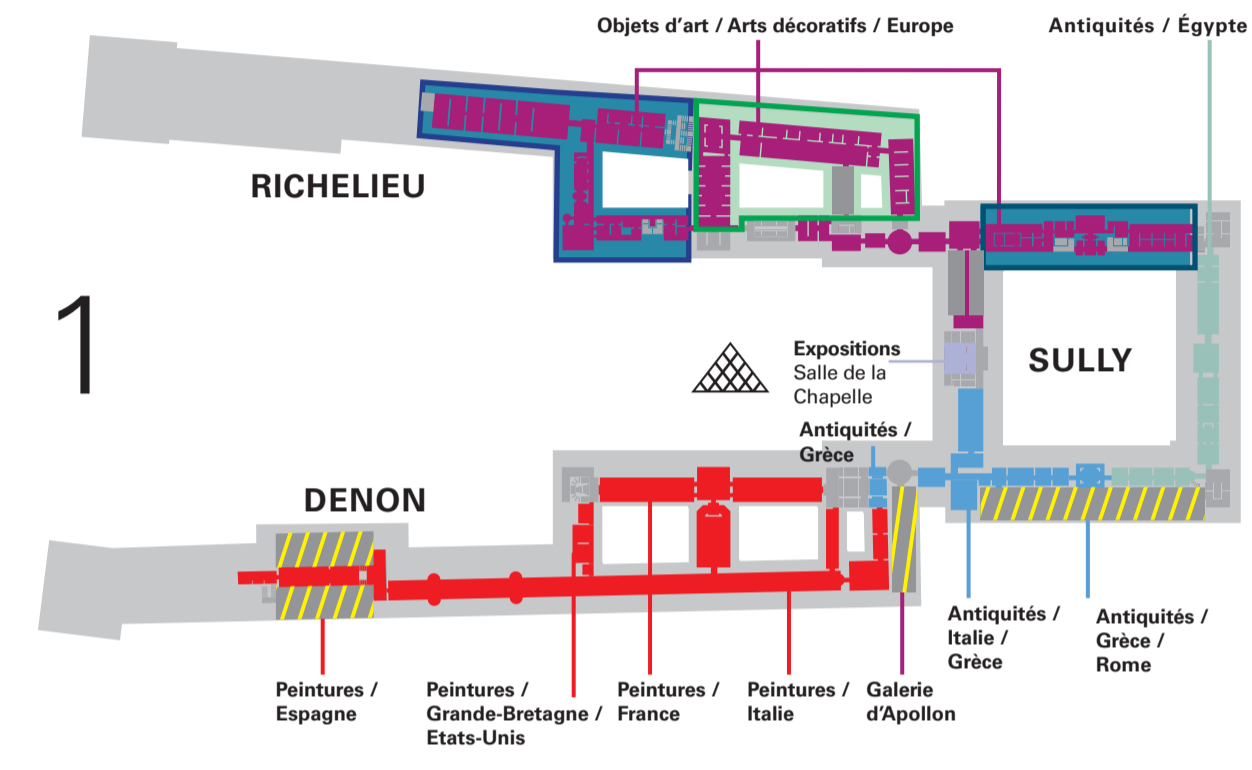 Objets d’art / Arts décoratifs / Europe
Antiquités / Égypte
RICHELIEU
1
Expositions
Salle de la
Chapelle
SULLY
Antiquités /
Grèce
DENON
Antiquités /
Italie /
Grèce
Antiquités /
Grèce /
Rome
Peintures /
Espagne
Peintures /
Grande-Bretagne /
Etats-Unis
Peintures /
France
Peintures /
Italie
Galerie
d’Apollon